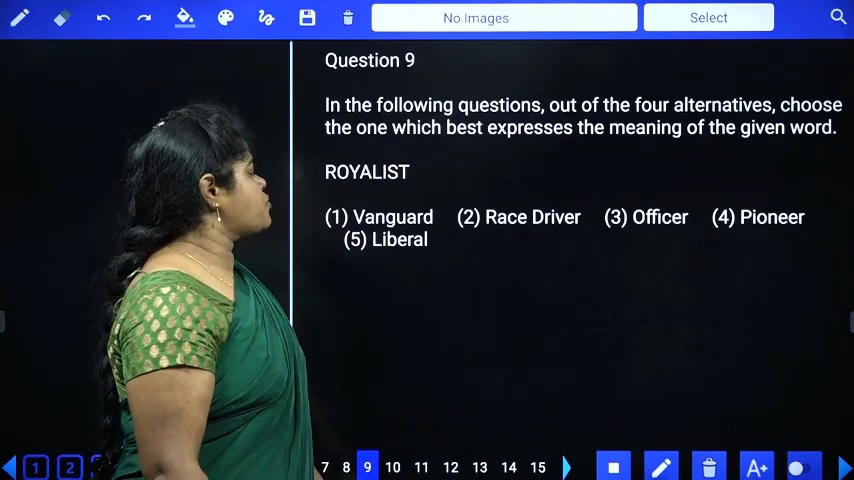 No Images
Select
Question 9
In the following questions, out of the four alternatives, choose
the one which best expresses the meaning of the given word.
ROYALIST
(1) Vanguard (2) Race Driver (3) Officer (4) Pioneer
(5) Liberal
1 2 7 8 9 10 11 12 13 14 15 A+